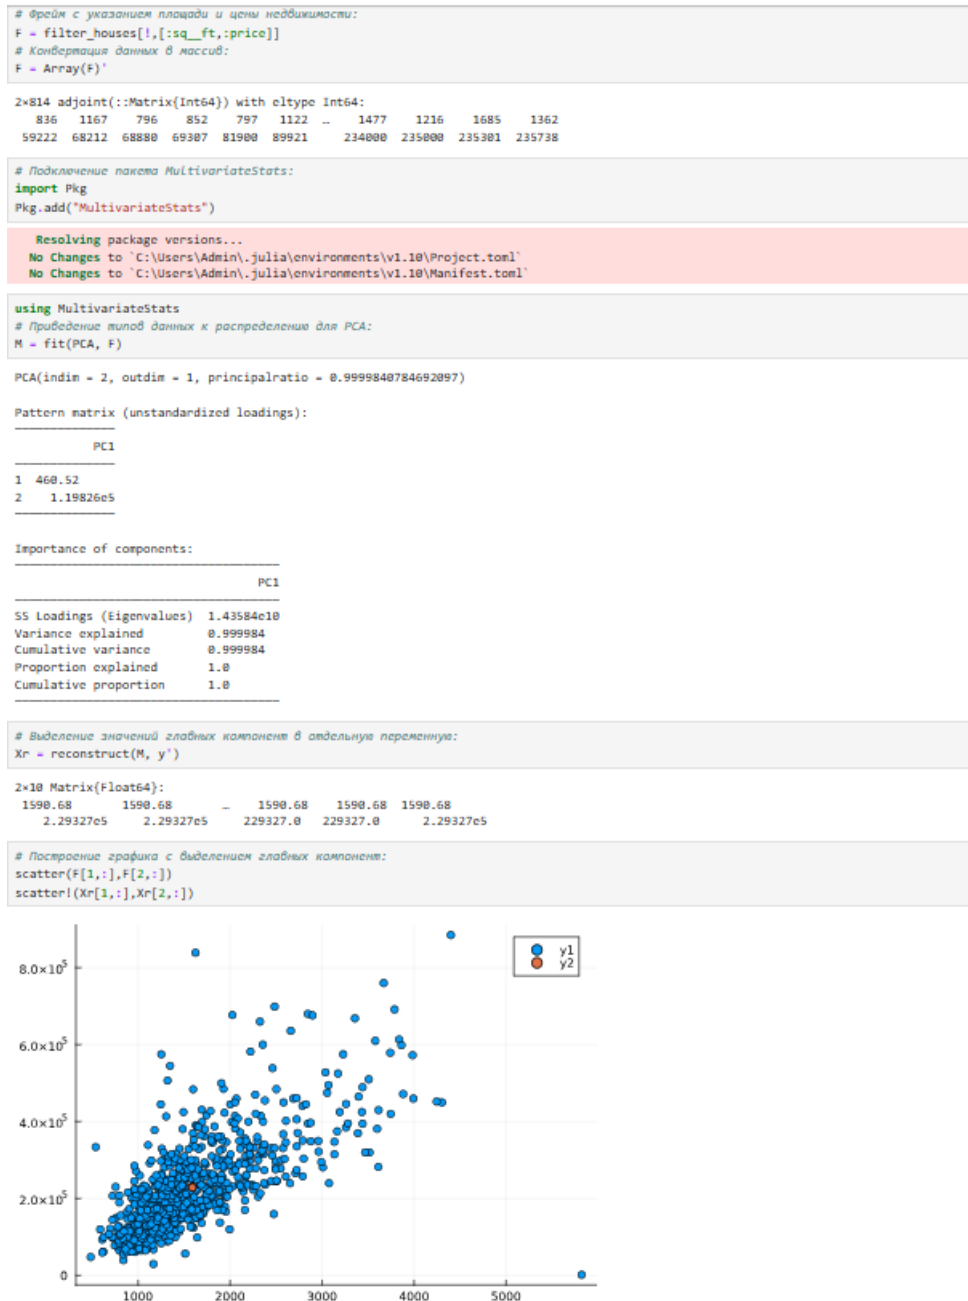 # Фрейм с указанием площади и цены недвижимости:
F = filter_houses[!,[:sq__ft,:price]]
# Конвертация данных в массив:
F = Array(F)'
2×814 adjoint(::Matrix{Int64}) with eltype Int64:
836 1167 796 852 797 1122 … 1477 1216 1685 1362
59222 68212 68880 69307 81900 89921 234000 235000 235301 235738
# Подключение пакета MultivariateStats:
import Pkg
Pkg.add("MultivariateStats")
Resolving package versions...
No Changes to `C:\Users\Admin\.julia\environments\v1.10\Project.toml`
No Changes to `C:\Users\Admin\.julia\environments\v1.10\Manifest.toml`
using MultivariateStats
# Приведение типов данных к распределению для PCA:
M = fit(PCA, F)
PCA(indim = 2, outdim = 1, principalratio = 0.9999840784692097)
Pattern matrix (unstandardized loadings):
PC1
1 460.52
2 1.19826e5
Importance of components:
PC1
SS Loadings (Eigenvalues) 1.43584e10
Variance explained 0.999984
Cumulative variance 0.999984
Proportion explained 1.0
Cumulative proportion 1.0
# Выделение значений главных компонент в отдельную переменную:
Xr = reconstruct(M, y')
2×10 Matrix{Float64}:
1590.68 1590.68 … 1590.68 1590.68 1590.68
2.29327e5 2.29327e5 229327.0 229327.0 2.29327e5
# Построение графика с выделением главных компонент:
scatter(F[1,:],F[2,:])
scatter!(Xr[1,:],Xr[2,:])
y1
y2
8.0×10⁵
6.0×10⁵
4.0×10⁵
2.0×10⁵
0
1000 2000 3000 4000 5000